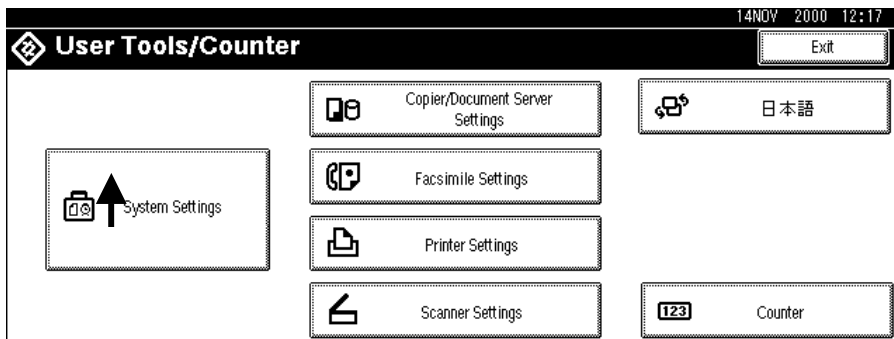 14NOV 2000 12:17
User Tools/Counter
Exit
Copier/Document Server
Settings
日本語
System Settings
Facsimile Settings
Printer Settings
Scanner Settings
123 Counter